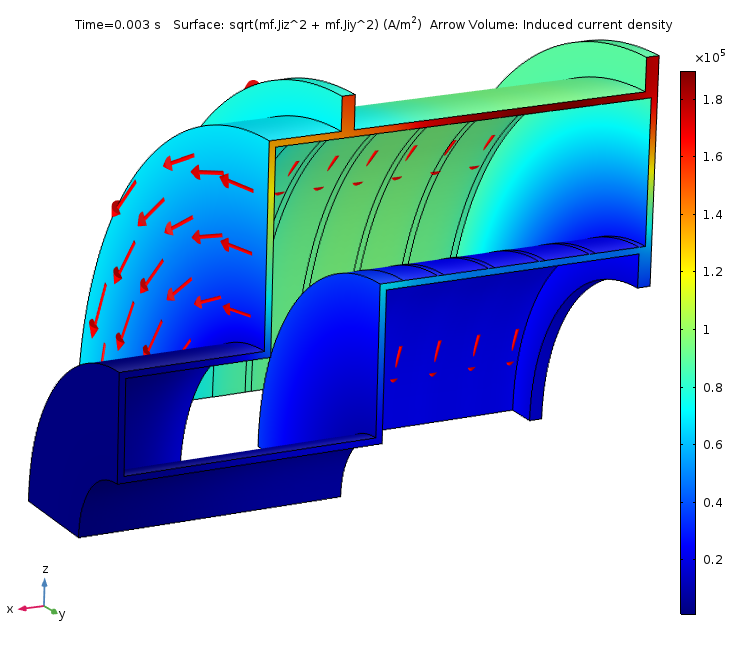 Time=0.003 s Surface: sqrt(mf.Jiz^2 + mf.Jiy^2) (A/m²) Arrow Volume: Induced current density
×10⁵
1.8
1.6
1.4
1.2
1
0.8
0.6
0.4
0.2
z
x
y